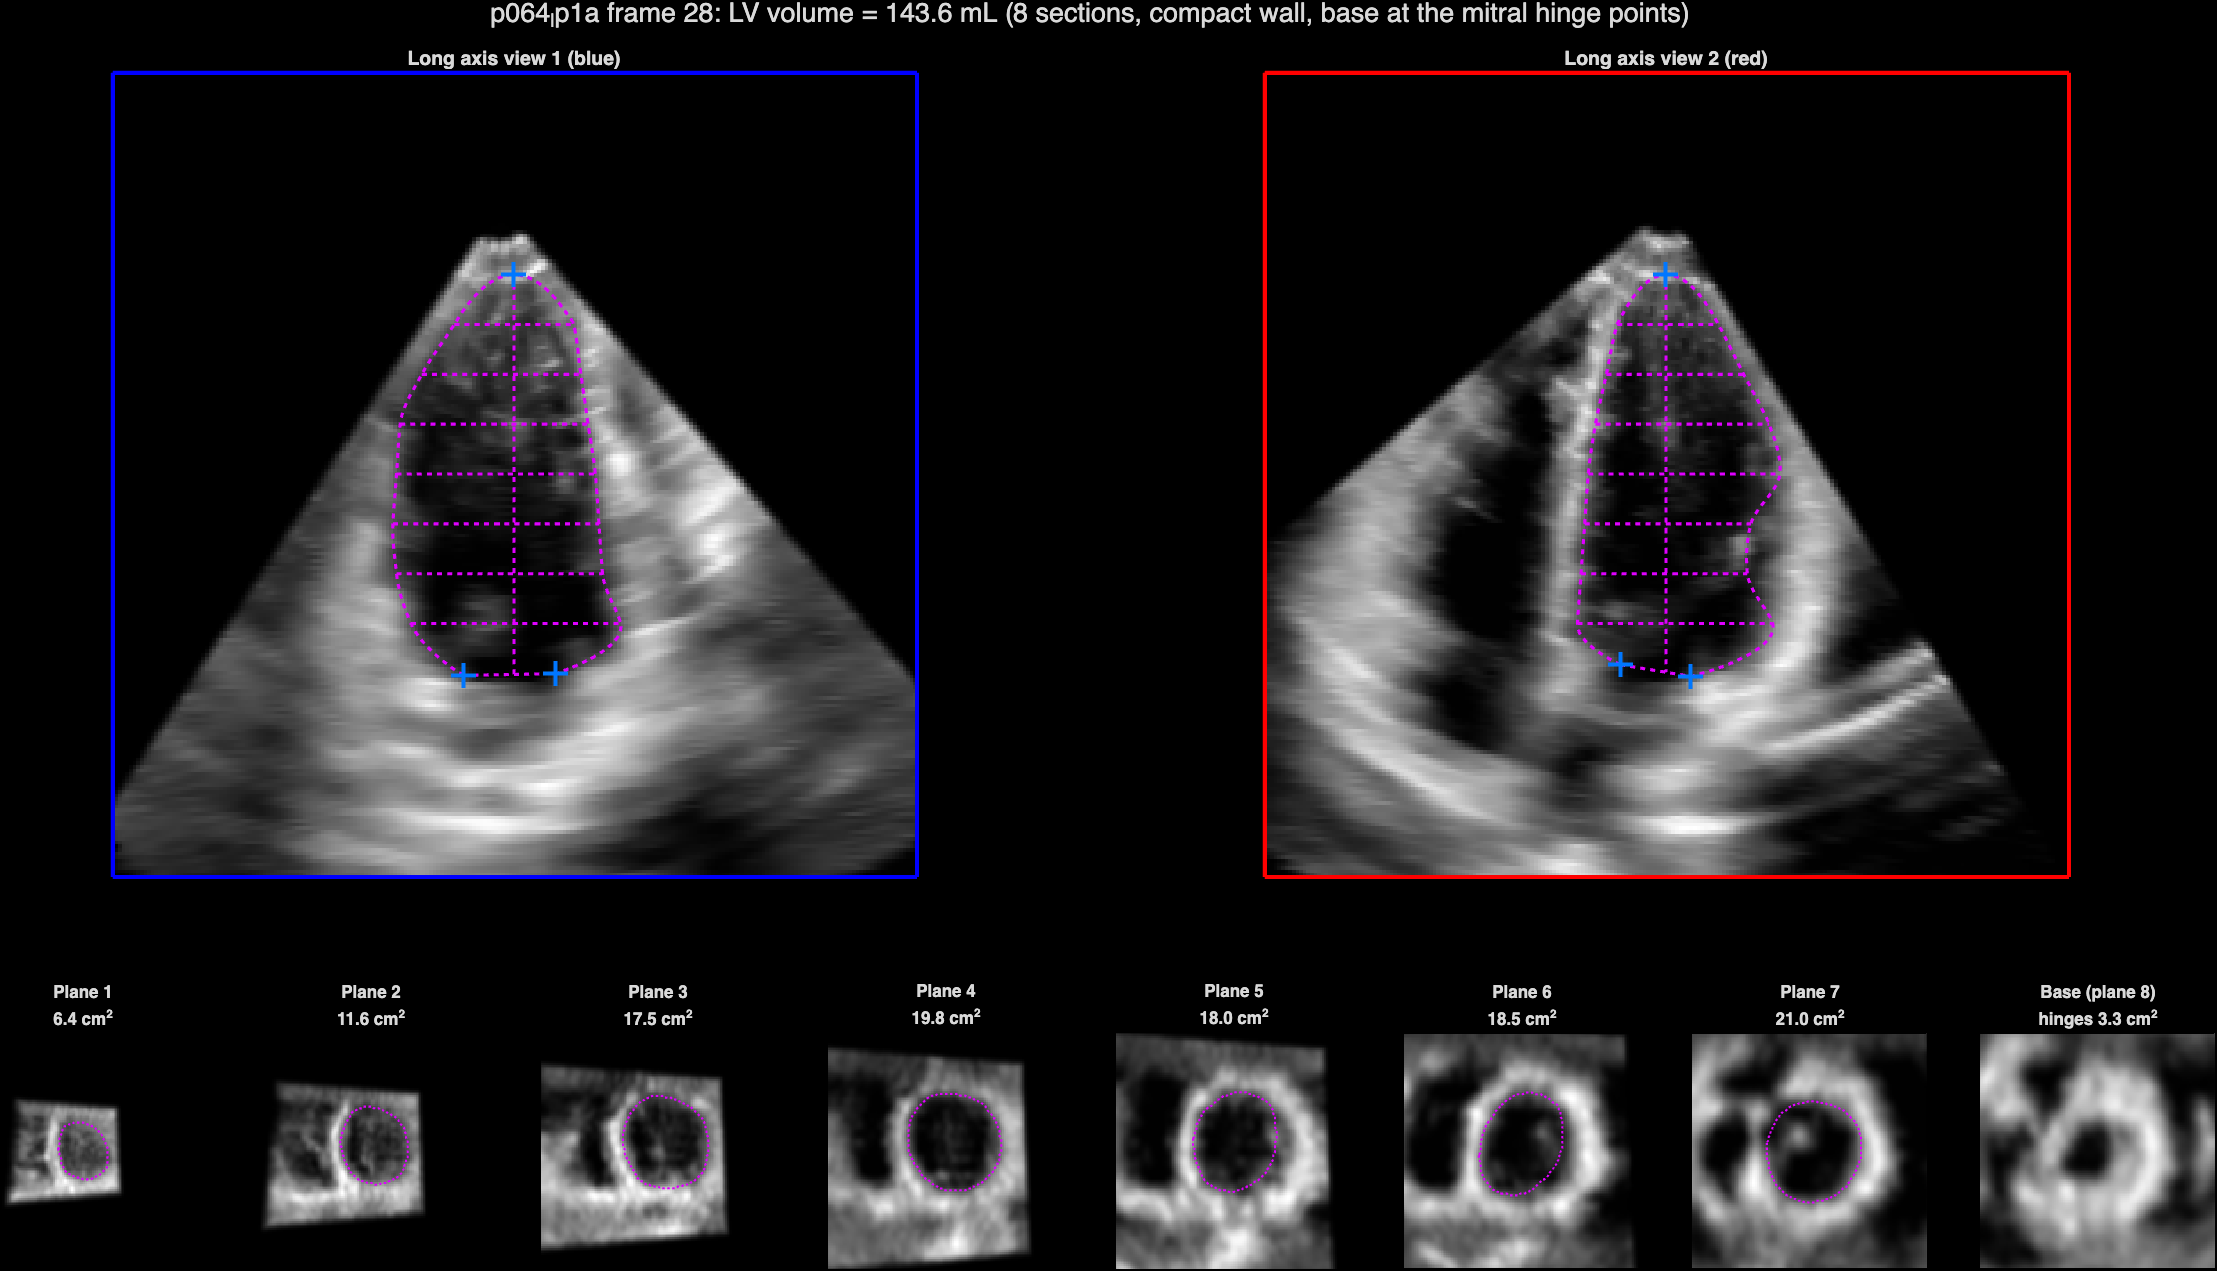 p064|p1a frame 28: LV volume = 143.6 mL (8 sections, compact wall, base at the mitral hinge points)
Long axis view 1 (blue)
Long axis view 2 (red)
Plane 1
6.4 cm²
Plane 2
11.6 cm²
Plane 3
17.5 cm²
Plane 4
19.8 cm²
Plane 5
18.0 cm²
Plane 6
18.5 cm²
Plane 7
21.0 cm²
Base (plane 8)
hinges 3.3 cm²